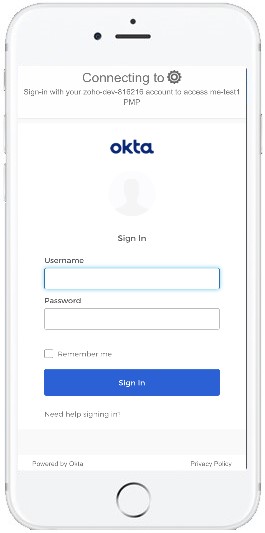 Connecting to
Sign-in with your zoho-dev-816216 account to access me-test1
PMP
okta
Sign In
Username
Password
Remember me
Sign In
Need help signing in?
Powered by Okta
Privacy Policy